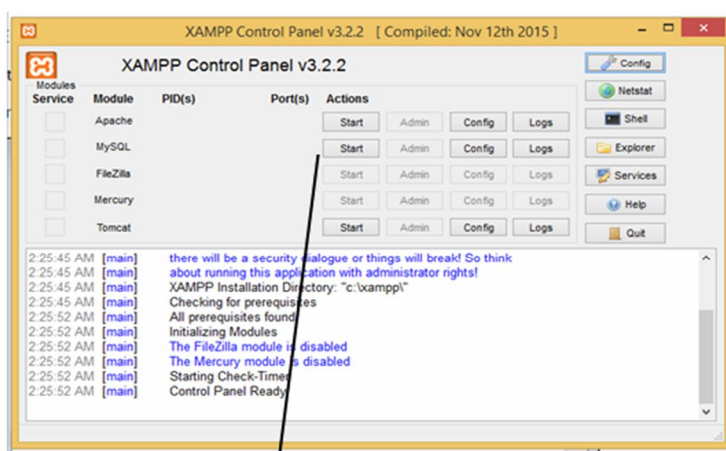 XAMPP Control Panel v3.2.2 [ Compiled: Nov 12th 2015 ]
XAMPP Control Panel v3.2.2
Config
Modules
Service Module PID(s) Port(s) Actions
Netstat
Apache Start Admin Config Logs
Shell
MySQL Start Admin Config Logs
Explorer
FileZilla Start Admin Config Logs
Services
Mercury Start Admin Config Logs
Help
Tomcat Start Admin Config Logs
Quit
2:25:45 AM [main] there will be a security dialogue or things will break! So think
2:25:45 AM [main] about running this application with administrator rights!
2:25:45 AM [main] XAMPP Installation Directory: "c:\xampp\"
2:25:45 AM [main] Checking for prerequisites
2:25:52 AM [main] All prerequisites found
2:25:52 AM [main] Initializing Modules
2:25:52 AM [main] The FileZilla module is disabled
2:25:52 AM [main] The Mercury module is disabled
2:25:52 AM [main] Starting Check-Timer
2:25:52 AM [main] Control Panel Ready